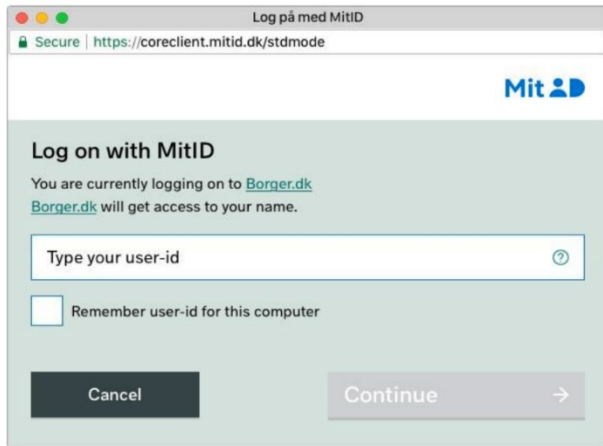 Log på med MitID
Secure | https://coreclient.mitid.dk/stdmode
Mit
Log on with MitID
You are currently logging on to Borger.dk
Borger.dk will get access to your name.
Type your user-id ?
Remember user-id for this computer
Cancel
Continue →